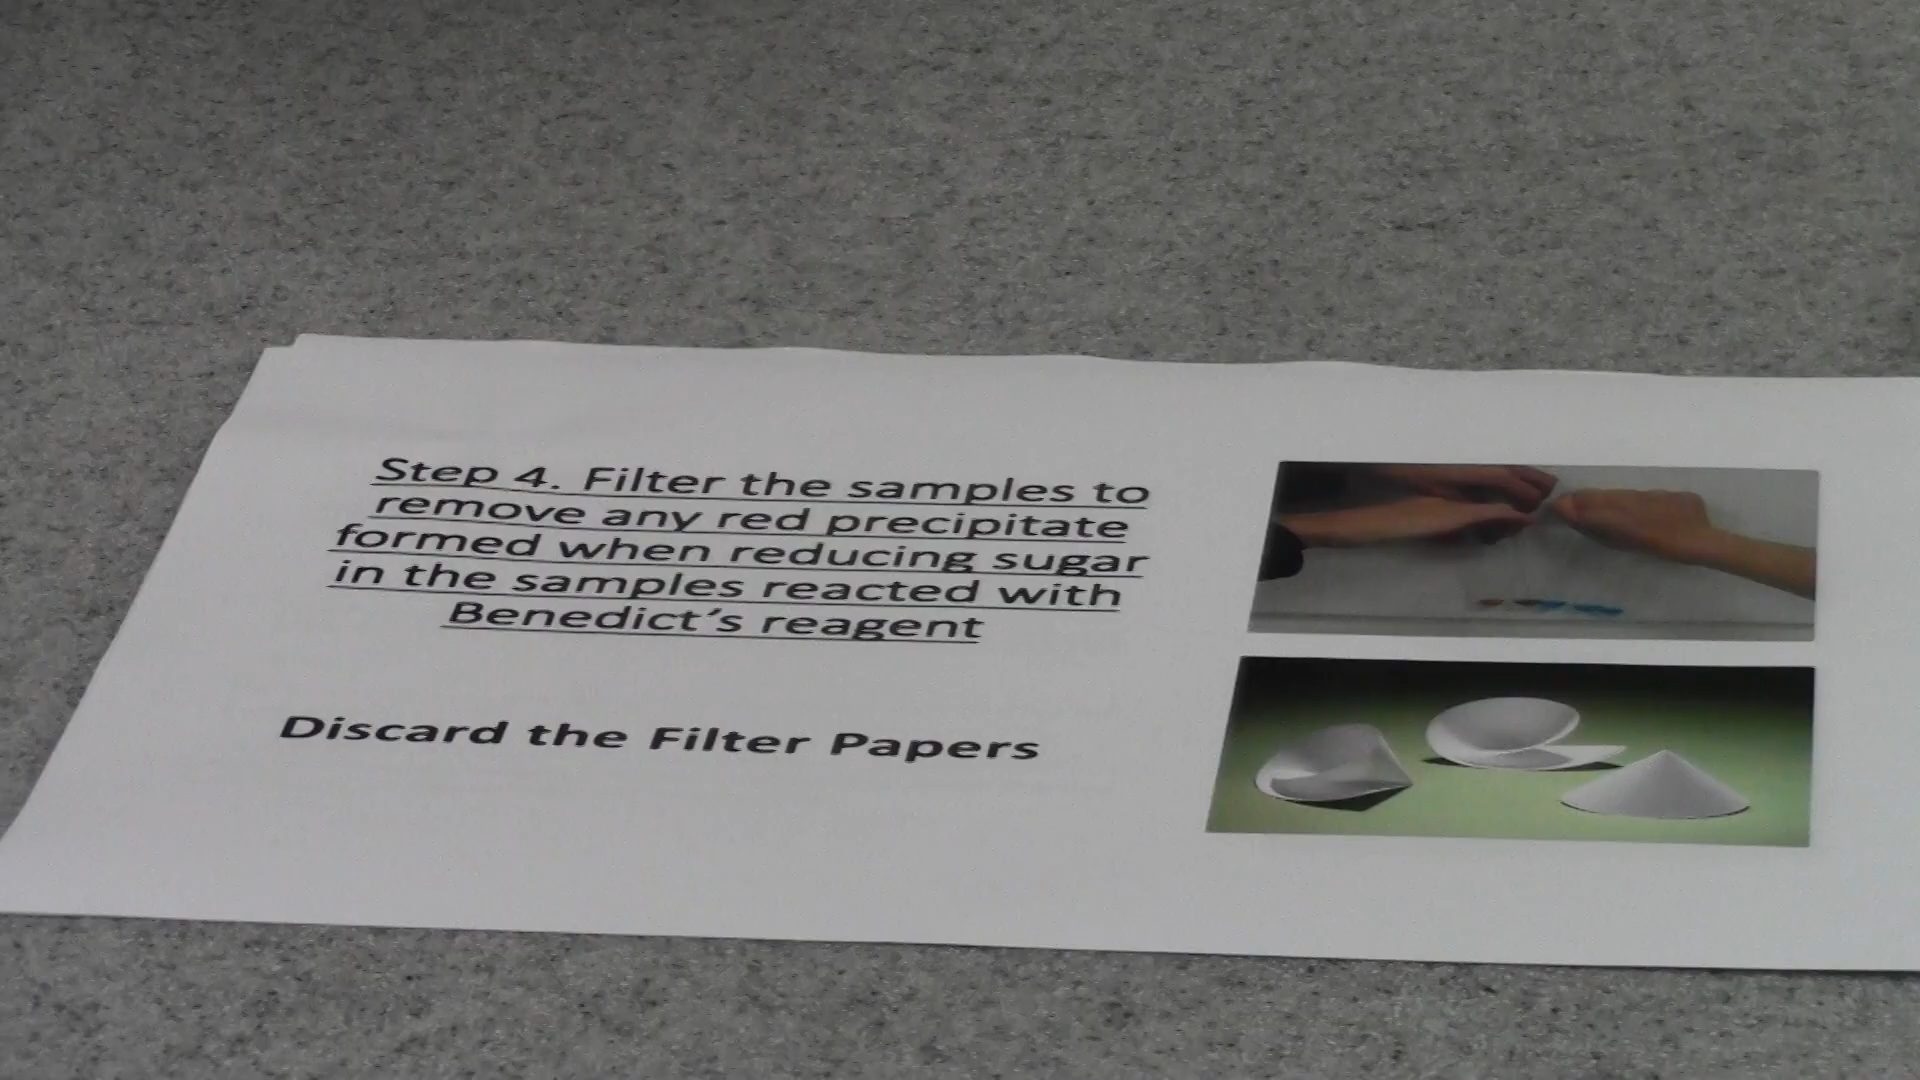 Step 4. Filter the samples to
remove any red precipitate
formed when reducing sugar
in the samples reacted with
Benedict’s reagent
Discard the Filter Papers